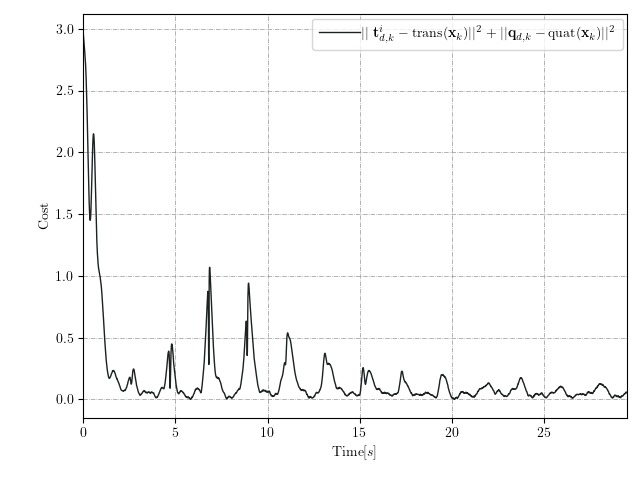 || t^i_{d,k} − trans(x_k)||^2 + ||q_{d,k} − quat(x_k)||^2
3.0
2.5
2.0
1.5
1.0
0.5
0.0
Cost
0 5 10 15 20 25
Time[s]